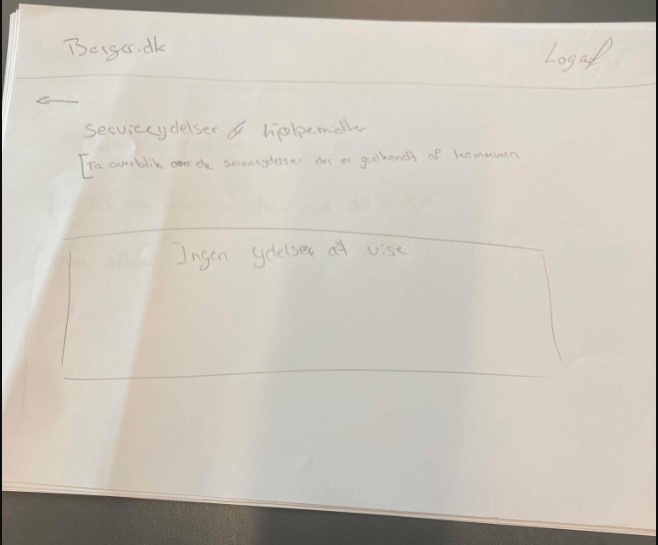 Borger.dk
Log af
Serviceydelser & hjælpemidler
[Få overblik over de serviceydelser der er godkendt af kommunen
Ingen ydelser at vise